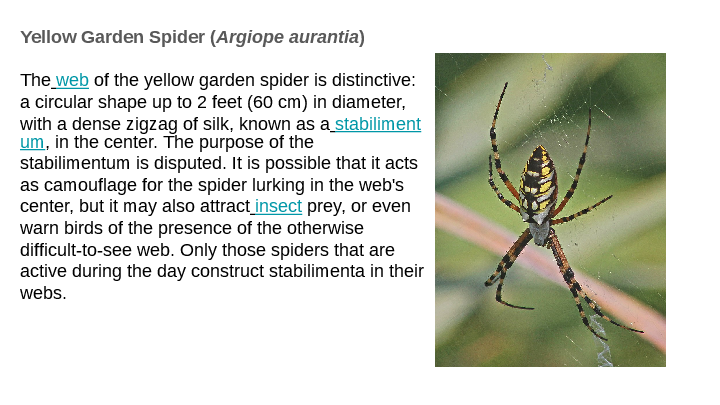 Yellow Garden Spider (Argiope aurantia)
The web of the yellow garden spider is distinctive:
a circular shape up to 2 feet (60 cm) in diameter,
with a dense zigzag of silk, known as a stabiliment
um, in the center. The purpose of the
stabilimentum is disputed. It is possible that it acts
as camouflage for the spider lurking in the web's
center, but it may also attract insect prey, or even
warn birds of the presence of the otherwise
difficult-to-see web. Only those spiders that are
active during the day construct stabilimenta in their
webs.